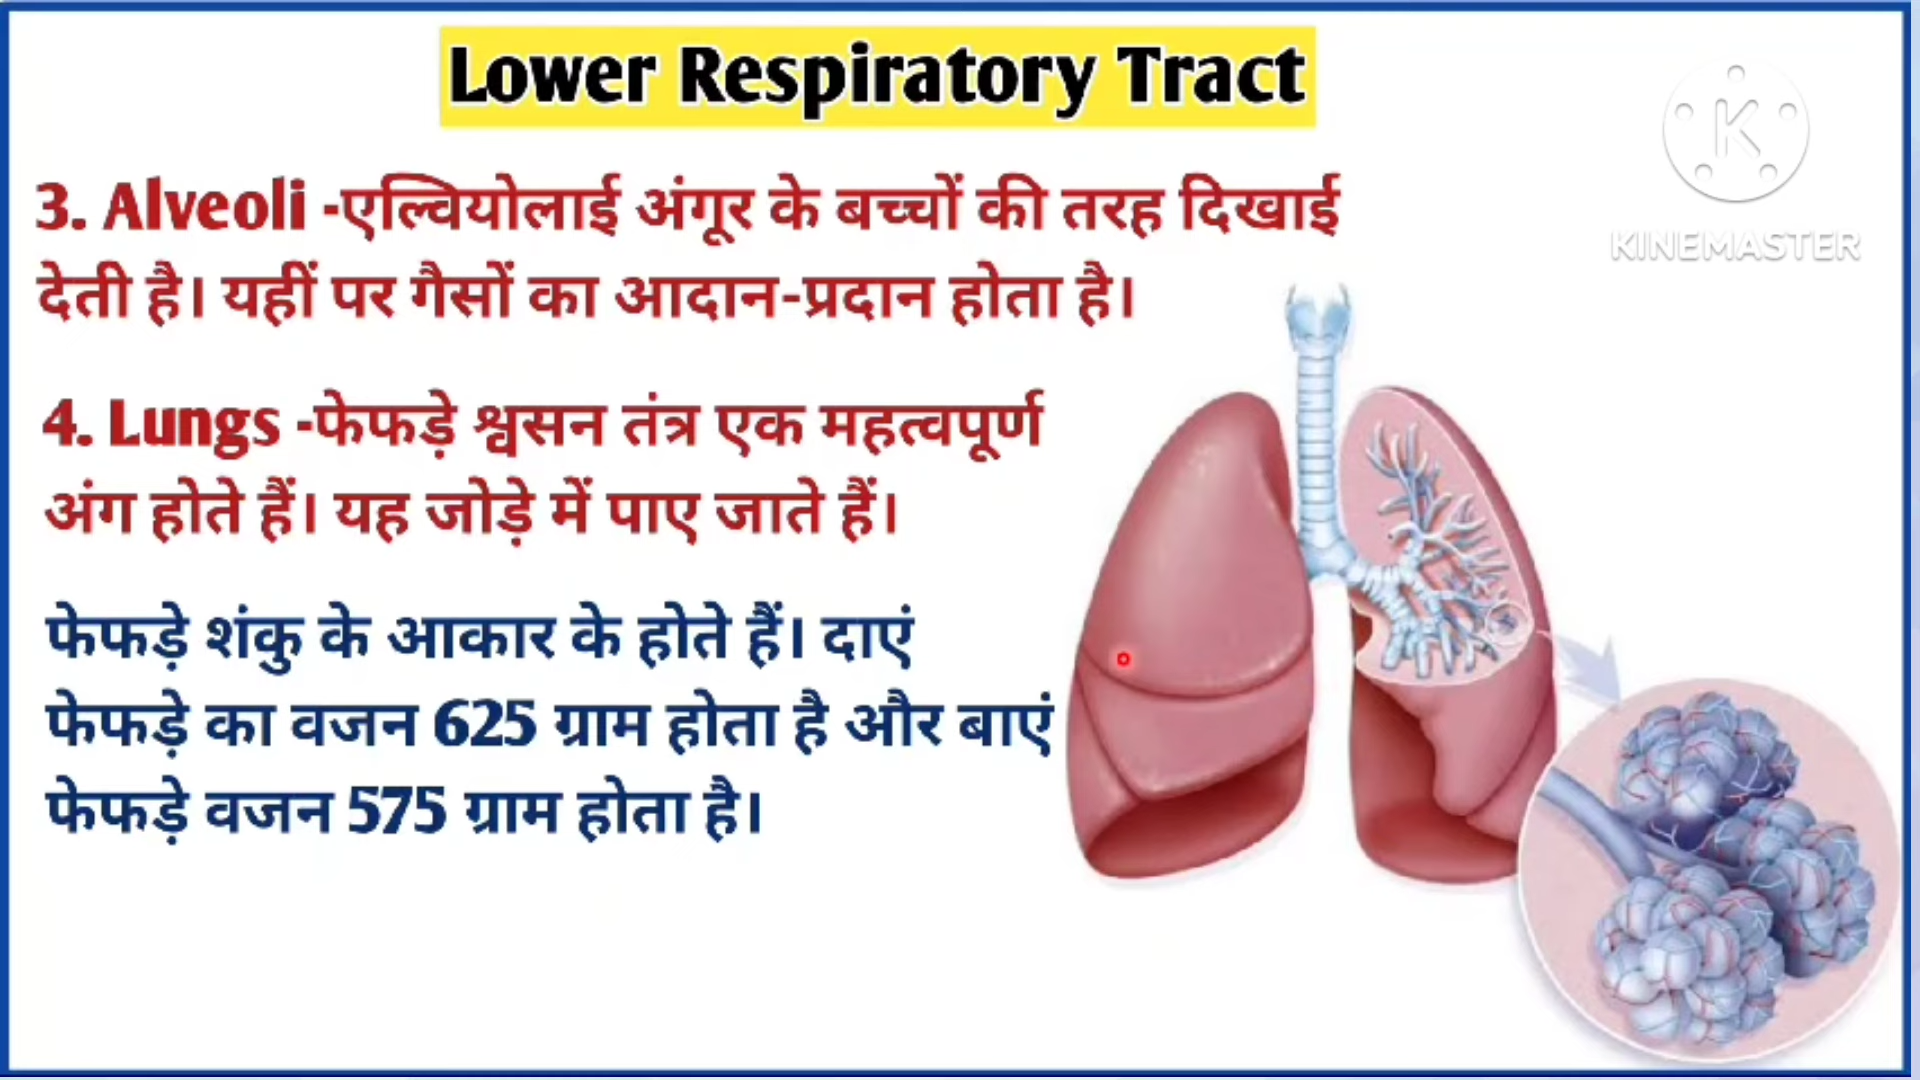 Lower Respiratory Tract
K
KINEMASTER
3. Alveoli -एल्वियोलाई अंगूर के बच्चों की तरह दिखाई
देती है। यहीं पर गैसों का आदान-प्रदान होता है।
4. Lungs -फेफड़े श्वसन तंत्र एक महत्वपूर्ण
अंग होते हैं। यह जोड़े में पाए जाते हैं।
फेफड़े शंकु के आकार के होते हैं। दाएं
फेफड़े का वजन 625 ग्राम होता है और बाएं
फेफड़े वजन 575 ग्राम होता है।